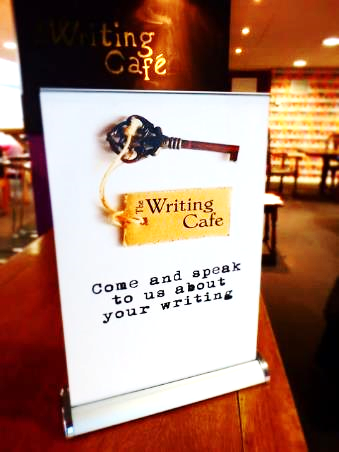 Writing
Café
The Writing
Cafe
Come and speak
to us about
your writing